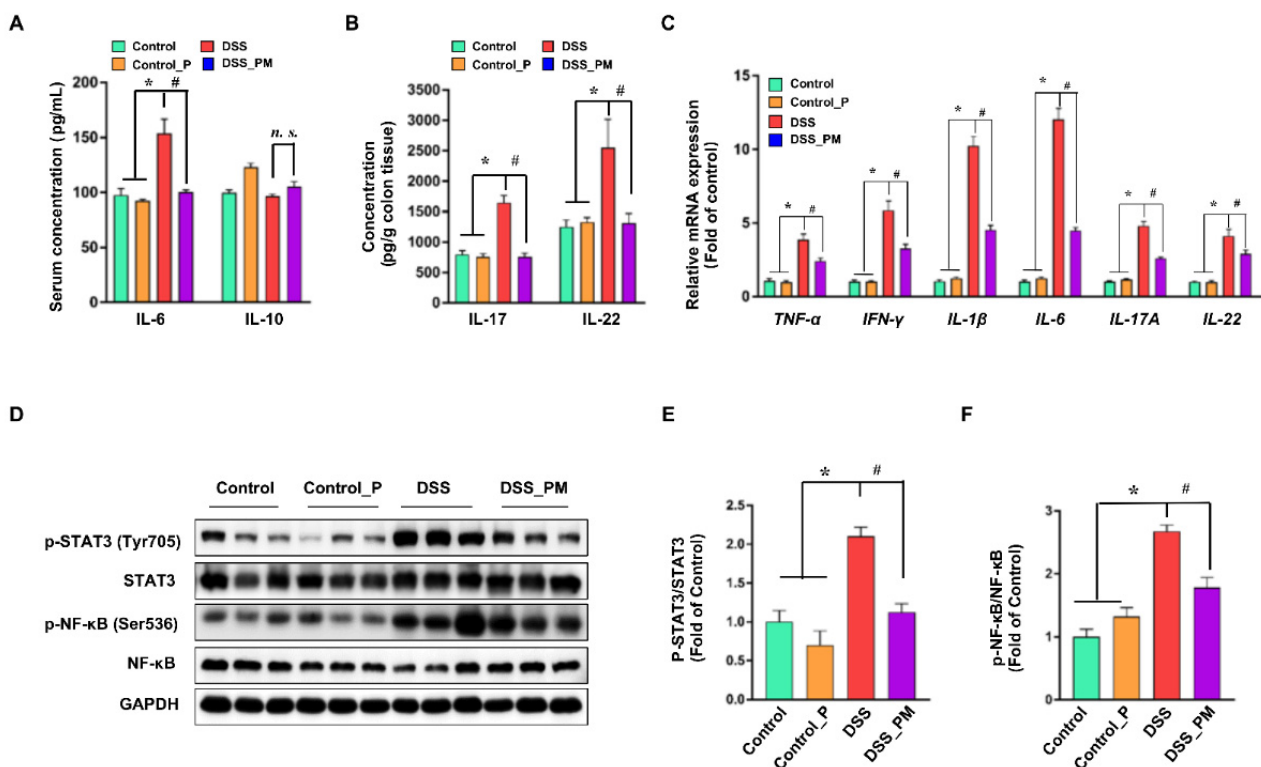 A
Control
DSS
Control_P
DSS_PM
Serum concentration (pg/mL)
200
150
100
50
0
*
#
n. s.
IL-6
IL-10
B
Control
DSS
Control_P
DSS_PM
Concentration
(pg/g colon tissue)
3500
3000
2500
2000
1500
1000
500
0
*
#
*
#
IL-17
IL-22
C
Control
Control_P
DSS
DSS_PM
Relative mRNA expression
(Fold of control)
15
10
5
0
*
#
*
#
*
#
*
#
*
#
*
#
TNF-α
IFN-γ
IL-1β
IL-6
IL-17A
IL-22
D
Control
Control_P
DSS
DSS_PM
p-STAT3 (Tyr705)
STAT3
p-NF-κB (Ser536)
NF-κB
GAPDH
E
P-STAT3/STAT3
(Fold of Control)
2.5
2.0
1.5
1.0
0.5
0.0
*
#
Control
Control_P
DSS
DSS_PM
F
p-NF-κB/NF-κB
(Fold of Control)
3
2
1
0
*
#
Control
Control_P
DSS
DSS_PM